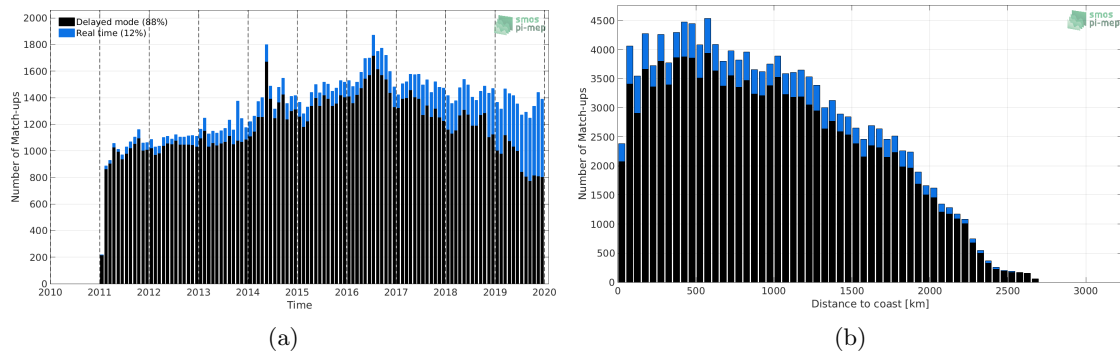 Delayed mode (88%)
Real time (12%)
smos
pi-mep
Number of Match-ups
2000
1800
1600
1400
1200
1000
800
600
400
200
0
2010 2011 2012 2013 2014 2015 2016 2017 2018 2019 2020
Time
(a)
smos
pi-mep
Number of Match-ups
4500
4000
3500
3000
2500
2000
1500
1000
500
0
0 500 1000 1500 2000 2500 3000
Distance to coast [km]
(b)